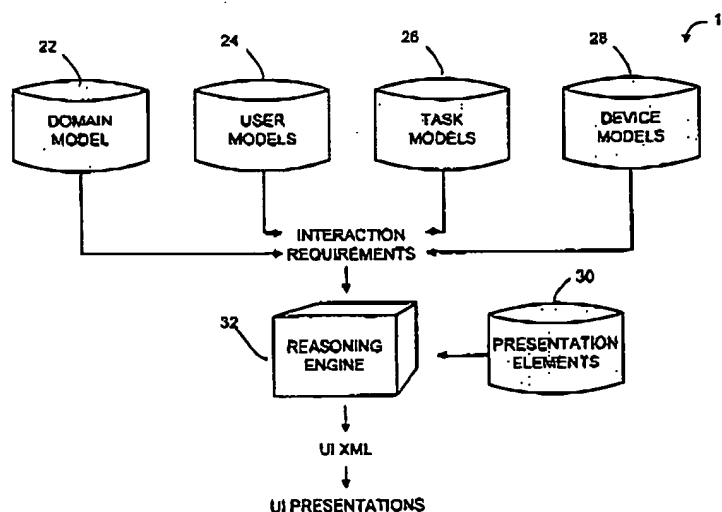 1
22
24
26
28
DOMAIN
MODEL
USER
MODELS
TASK
MODELS
DEVICE
MODELS
INTERACTION
REQUIREMENTS
30
32
REASONING
ENGINE
PRESENTATION
ELEMENTS
UI XML
UI PRESENTATIONS